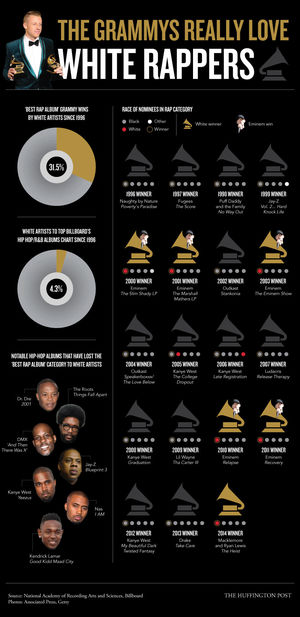 THE GRAMMYS REALLY LOVE
WHITE RAPPERS
'BEST RAP ALBUM' GRAMMY WINS
BY WHITE ARTISTS SINCE 1996
31.5%
WHITE ARTISTS TO TOP BILLBOARD'S
HIP HOP/R&B ALBUMS CHART SINCE 1996
4.3%
NOTABLE HIP-HOP ALBUMS THAT HAVE LOST THE
'BEST RAP ALBUM' CATEGORY TO WHITE ARTISTS
Dr. Dre
2001
The Roots
Things Fall Apart
DMX
'And Then
There Was X'
Jay-Z
Blueprint 3
Kanye West
Yeezus
Nas
I AM
Kendrick Lamar
Good Kidd Maad City
RACE OF NOMINEES IN RAP CATEGORY
Black
Other
White
Winner
White winner
Eminem win
1996 WINNER
Naughty by Nature
Poverty's Paradise
1997 WINNER
Fugees
The Score
1998 WINNER
Puff Daddy
and the Family
No Way Out
1999 WINNER
Jay-Z
Vol. 2... Hard
Knock Life
2000 WINNER
Eminem
The Slim Shady LP
2001 WINNER
Eminem
The Marshall
Mathers LP
2002 WINNER
Outkast
Stankonia
2003 WINNER
Eminem
The Eminem Show
2004 WINNER
Outkast
Speakerboxxx/
The Love Below
2005 WINNER
Kanye West
The College
Dropout
2006 WINNER
Kanye West
Late Registration
2007 WINNER
Ludacris
Release Therapy
2008 WINNER
Kanye West
Graduation
2009 WINNER
Lil Wayne
Tha Carter III
2010 WINNER
Eminem
Relapse
2011 WINNER
Eminem
Recovery
2012 WINNER
Kanye West
My Beautiful Dark
Twisted Fantasy
2013 WINNER
Drake
Take Care
2014 WINNER
Macklemore
and Ryan Lewis
The Heist
Source: National Academy of Recording Arts and Sciences, Billboard
Photos: Associated Press, Getty
THE HUFFINGTON POST